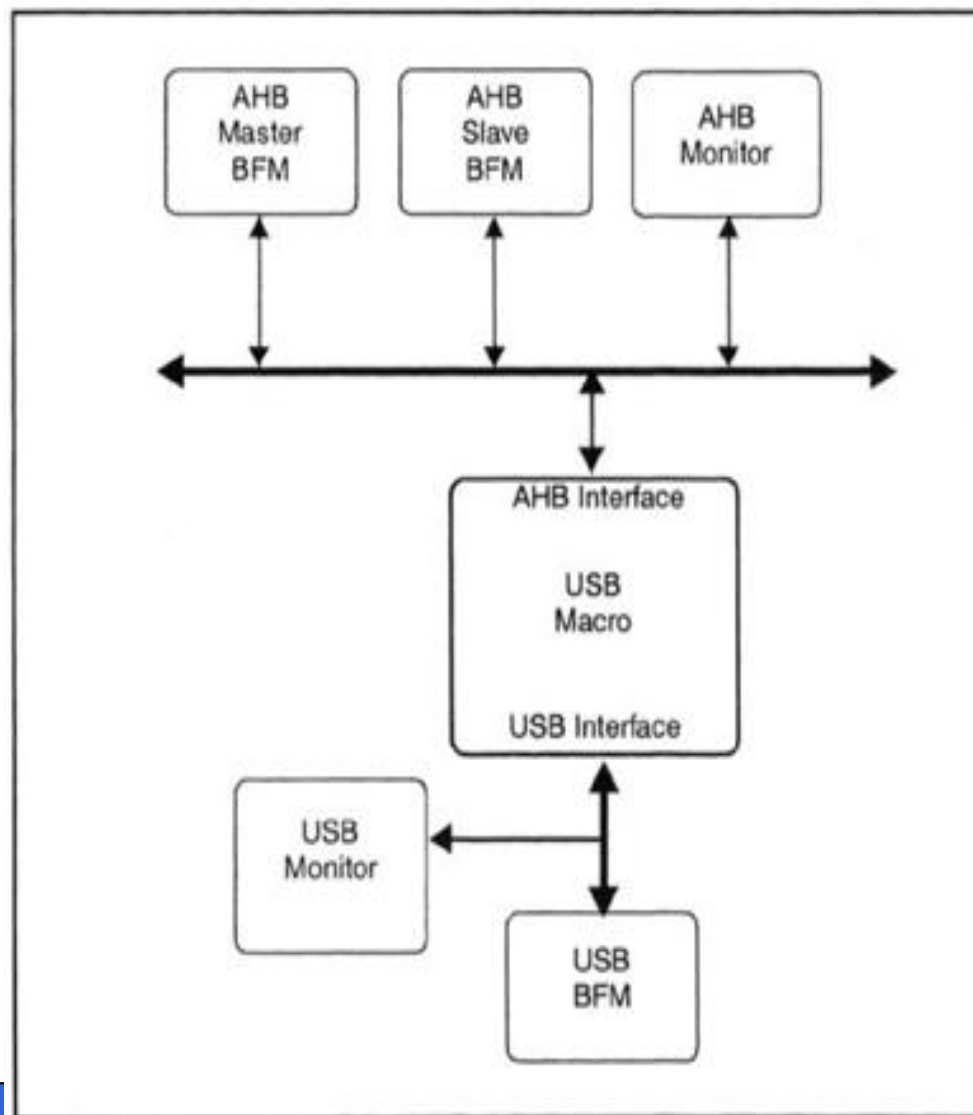 AHB
Master
BFM
AHB
Slave
BFM
AHB
Monitor
AHB Interface
USB
Macro
USB Interface
USB
Monitor
USB
BFM